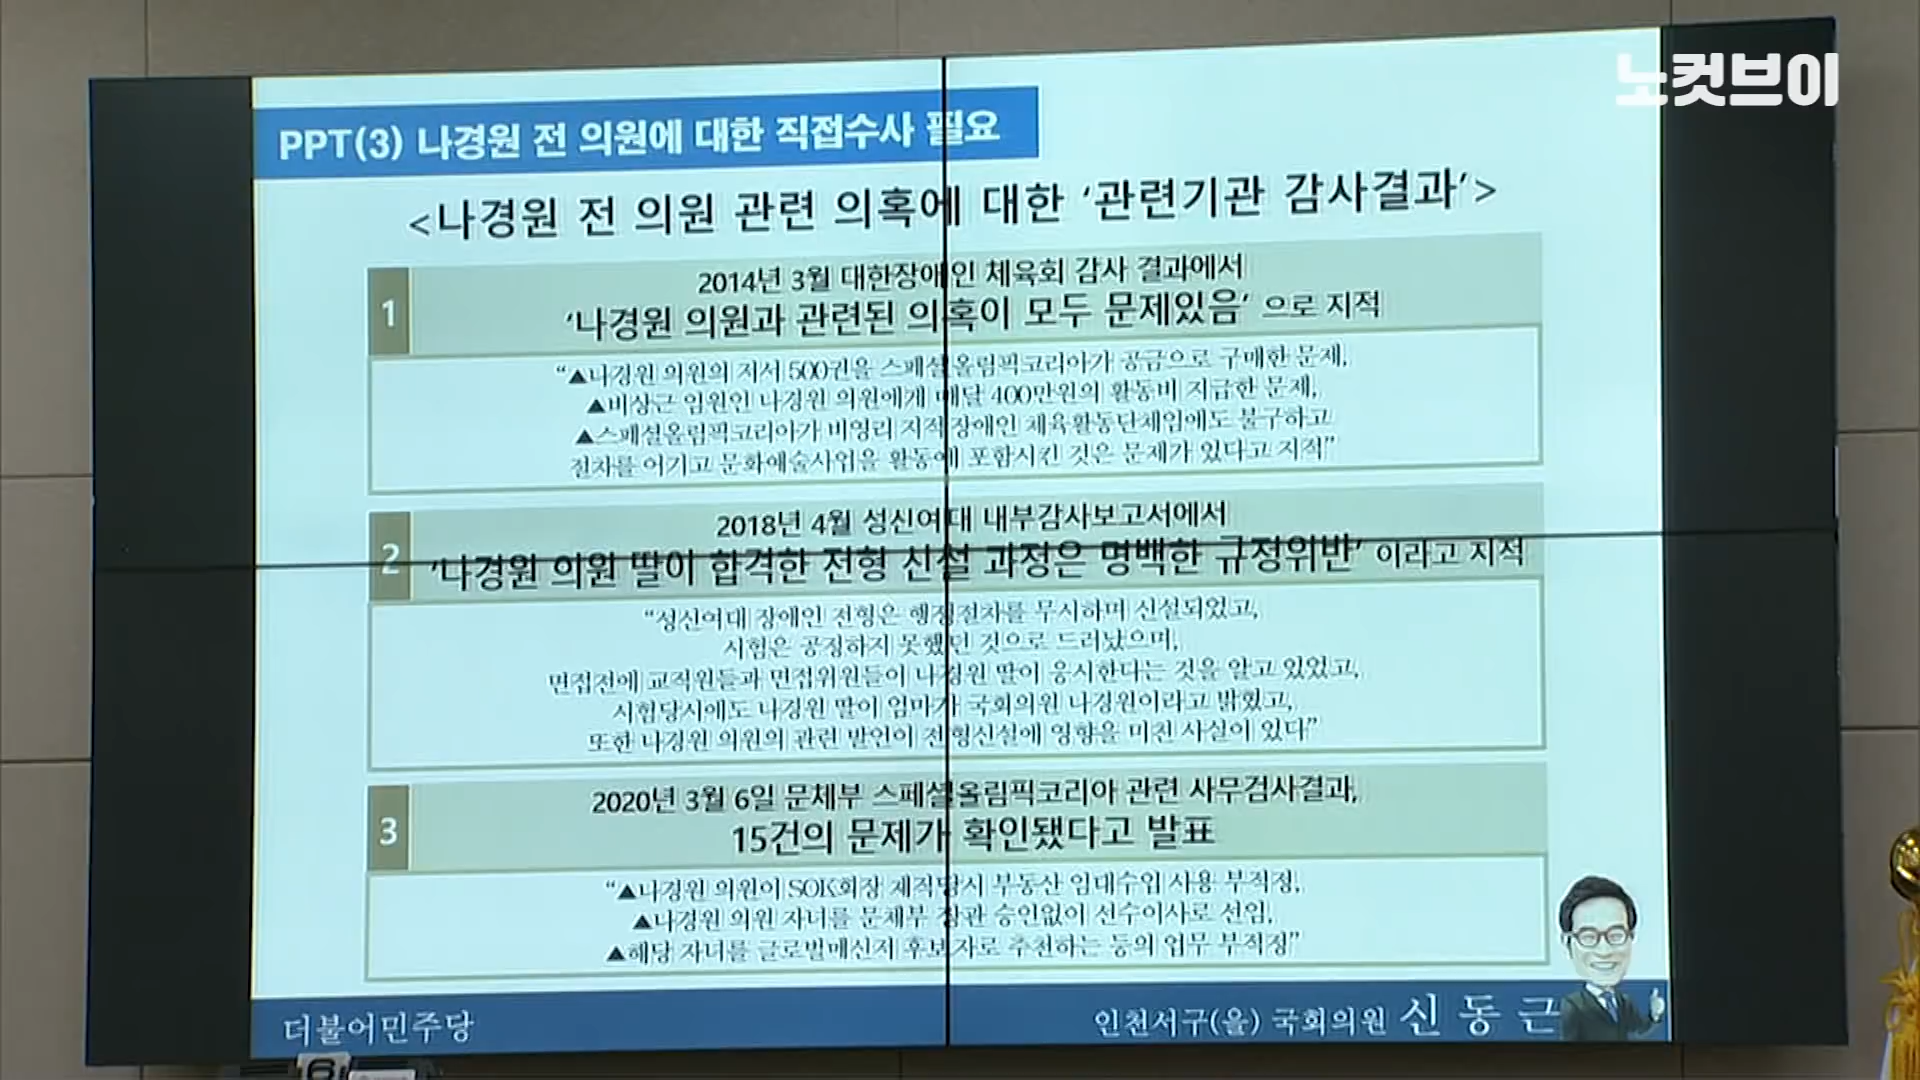 노컷브이
PPT(3) 나경원 전 의원에 대한 직접수사 필요
<나경원 전 의원 관련 의혹에 대한 '관련기관 감사결과'>
1
2014년 3월 대한장애인 체육회 감사 결과에서
'나경원 의원과 관련된 의혹이 모두 문제있음' 으로 지적
"▲나경원 의원의 저서 500권을 스페셜올림픽코리아가 공금으로 구매한 문제,
▲비상근 임원인 나경원 의원에게 매달 400만원의 활동비 지급한 문제,
▲스페셜올림픽코리아가 비영리 지적장애인 체육활동단체임에도 불구하고
절차를 어기고 문화예술사업을 활동에 포함시킨 것은 문제가 있다고 지적"
2
2018년 4월 성신여대 내부감사보고서에서
'나경원 의원 딸이 합격한 전형 신설 과정은 명백한 규정위반' 이라고 지적
"성신여대 장애인 전형은 행정절차를 무시하며 신설되었고,
시험은 공정하지 못했던 것으로 드러났으며,
면접전에 교직원들과 면접위원들이 나경원 딸이 응시한다는 것을 알고 있었고,
시험당시에도 나경원 딸이 엄마가 국회의원 나경원이라고 밝혔고,
또한 나경원 의원의 관련 발언이 전형신설에 영향을 미친 사실이 있다"
3
2020년 3월 6일 문체부 스페셜올림픽코리아 관련 사무검사결과,
15건의 문제가 확인됐다고 발표
"▲나경원 의원이 SOK회장 재직당시 부동산 임대수입 사용 부적정,
▲나경원 의원 자녀를 문체부 장관 승인없이 선수이사로 선임,
▲해당 자녀를 글로벌메신저 후보자로 추천하는 등의 업무 부적정"
더불어민주당
인천서구(을) 국회의원 신동근